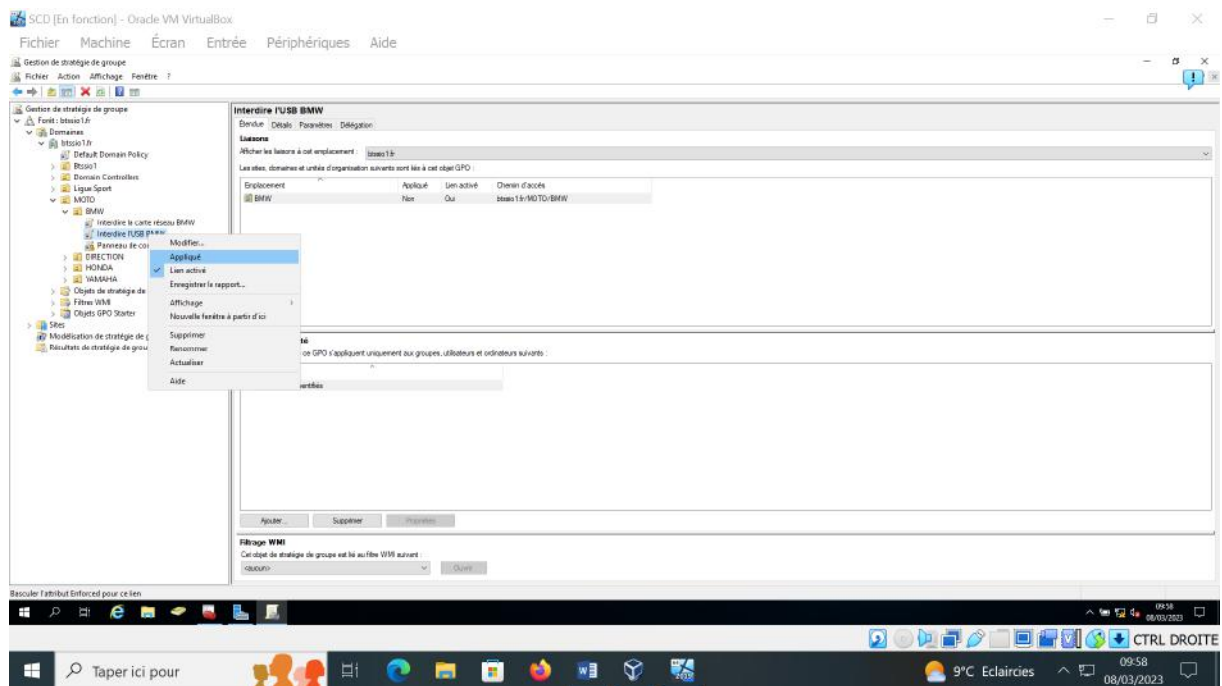 SCD [En fonction] - Oracle VM VirtualBox
Fichier Machine Écran Entrée Périphériques Aide
Gestion de stratégie de groupe
Fichier Action Affichage Fenêtre ?
Gestion de stratégie de groupe
Forêt : btssio1.fr
Domaines
btssio1.fr
Default Domain Policy
Btssio1
Domain Controllers
Ligue Sport
MOTO
BMW
Interdire la carte réseau BMW
Interdire l'USB BMW
Panneau de co
DIRECTION
HONDA
YAMAHA
Objets de stratégie de
Filtres WMI
Objets GPO Starter
Sites
Modélisation de stratégie de g
Résultats de stratégie de grou
Modifier...
Appliqué
Lien activé
Enregistrer le rapport...
Affichage
Nouvelle fenêtre à partir d'ici
Supprimer
Renommer
Actualiser
Aide
Interdire l'USB BMW
Étendue Détails Paramètres Délégation
Liaisons
Afficher les liaisons à cet emplacement : btssio1.fr
Les sites, domaines et unités d'organisation suivants sont liés à cet objet GPO :
Emplacement Appliqué Lien activé Chemin d'accès
BMW Non Oui btssio1.fr/MOTO/BMW
té
ce GPO s'appliquent uniquement aux groupes, utilisateurs et ordinateurs suivants :
entifiés
Ajouter... Supprimer Propriétés
Filtrage WMI
Cet objet de stratégie de groupe est lié au filtre WMI suivant :
<aucun> Ouvrir
Basculer l'attribut Enforced pour ce lien
09:58
08/03/2023
CTRL DROITE
Taper ici pour
9°C Eclaircies
09:58
08/03/2023